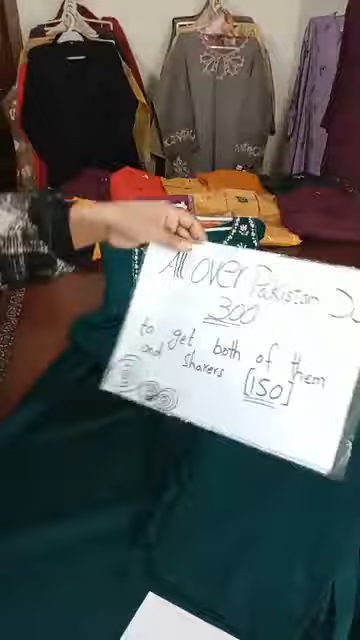 All over Pakistan
300
to get both of them
and sharers [150]